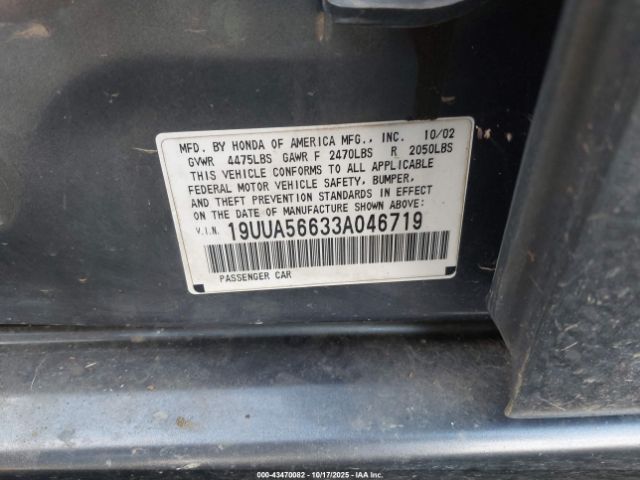 MFD. BY HONDA OF AMERICA MFG., INC. 10/02
GVWR 4475LBS GAWR F 2470LBS R 2050LBS
THIS VEHICLE CONFORMS TO ALL APPLICABLE
FEDERAL MOTOR VEHICLE SAFETY, BUMPER,
AND THEFT PREVENTION STANDARDS IN EFFECT
ON THE DATE OF MANUFACTURE SHOWN ABOVE:
V.I.N. 19UUA56633A046719
PASSENGER CAR
000-43470082 - 10/17/2025 - IAA Inc.